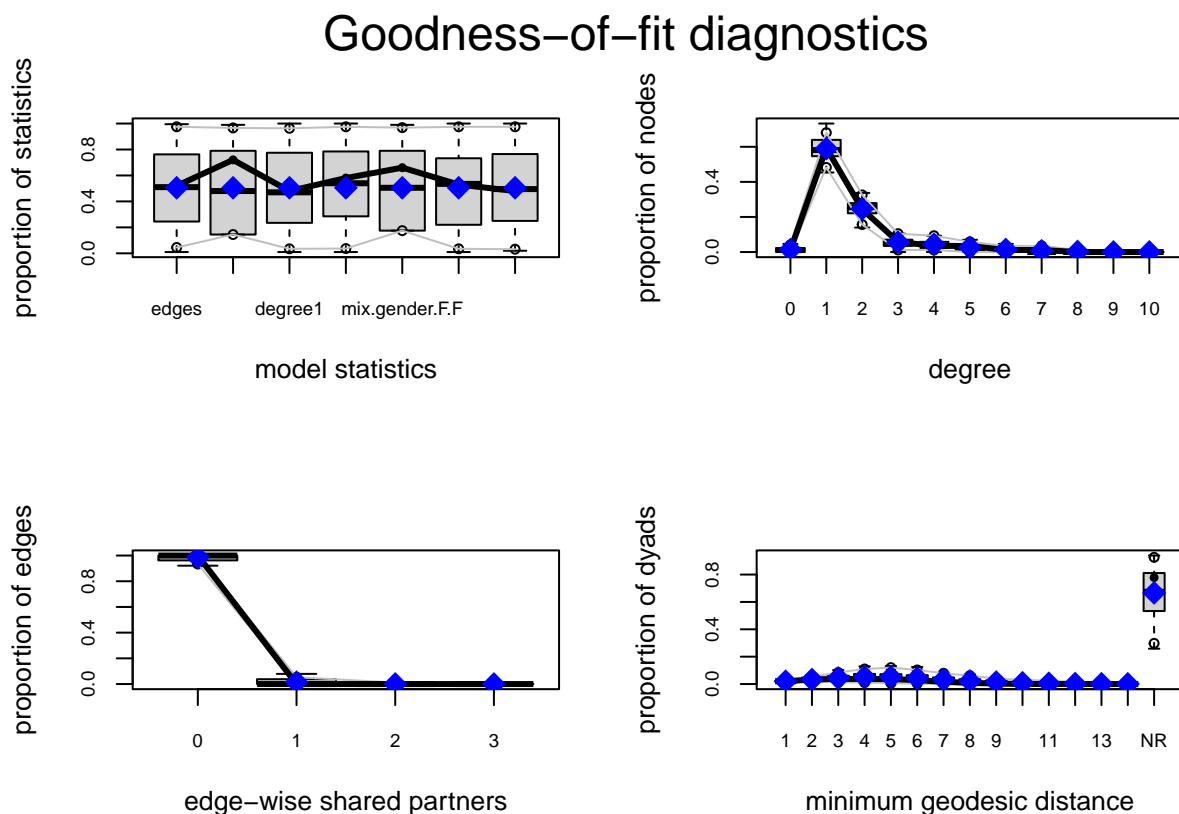 Goodness−of−fit diagnostics
proportion of statistics
0.0 0.4 0.8
edges degree1 mix.gender.F.F
model statistics
proportion of nodes
0.0 0.4
0 1 2 3 4 5 6 7 8 9 10
degree
proportion of edges
0.0 0.4 0.8
0 1 2 3
edge−wise shared partners
proportion of dyads
0.0 0.4 0.8
1 2 3 4 5 6 7 8 9 11 13 NR
minimum geodesic distance